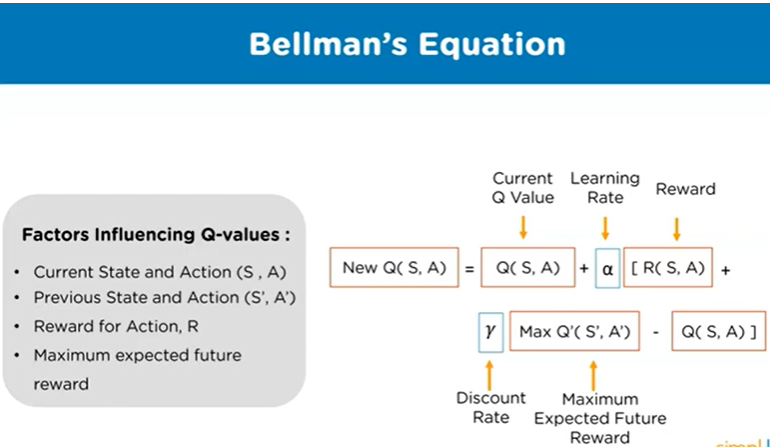 Bellman's Equation
Factors Influencing Q-values :
• Current State and Action (S , A)
• Previous State and Action (S', A')
• Reward for Action, R
• Maximum expected future
reward
Current Q Value
Learning Rate
Reward
New Q( S, A) = Q( S, A) + α [ R( S, A) +
γ Max Q'( S', A') - Q( S, A) ]
Discount Rate
Maximum Expected Future Reward